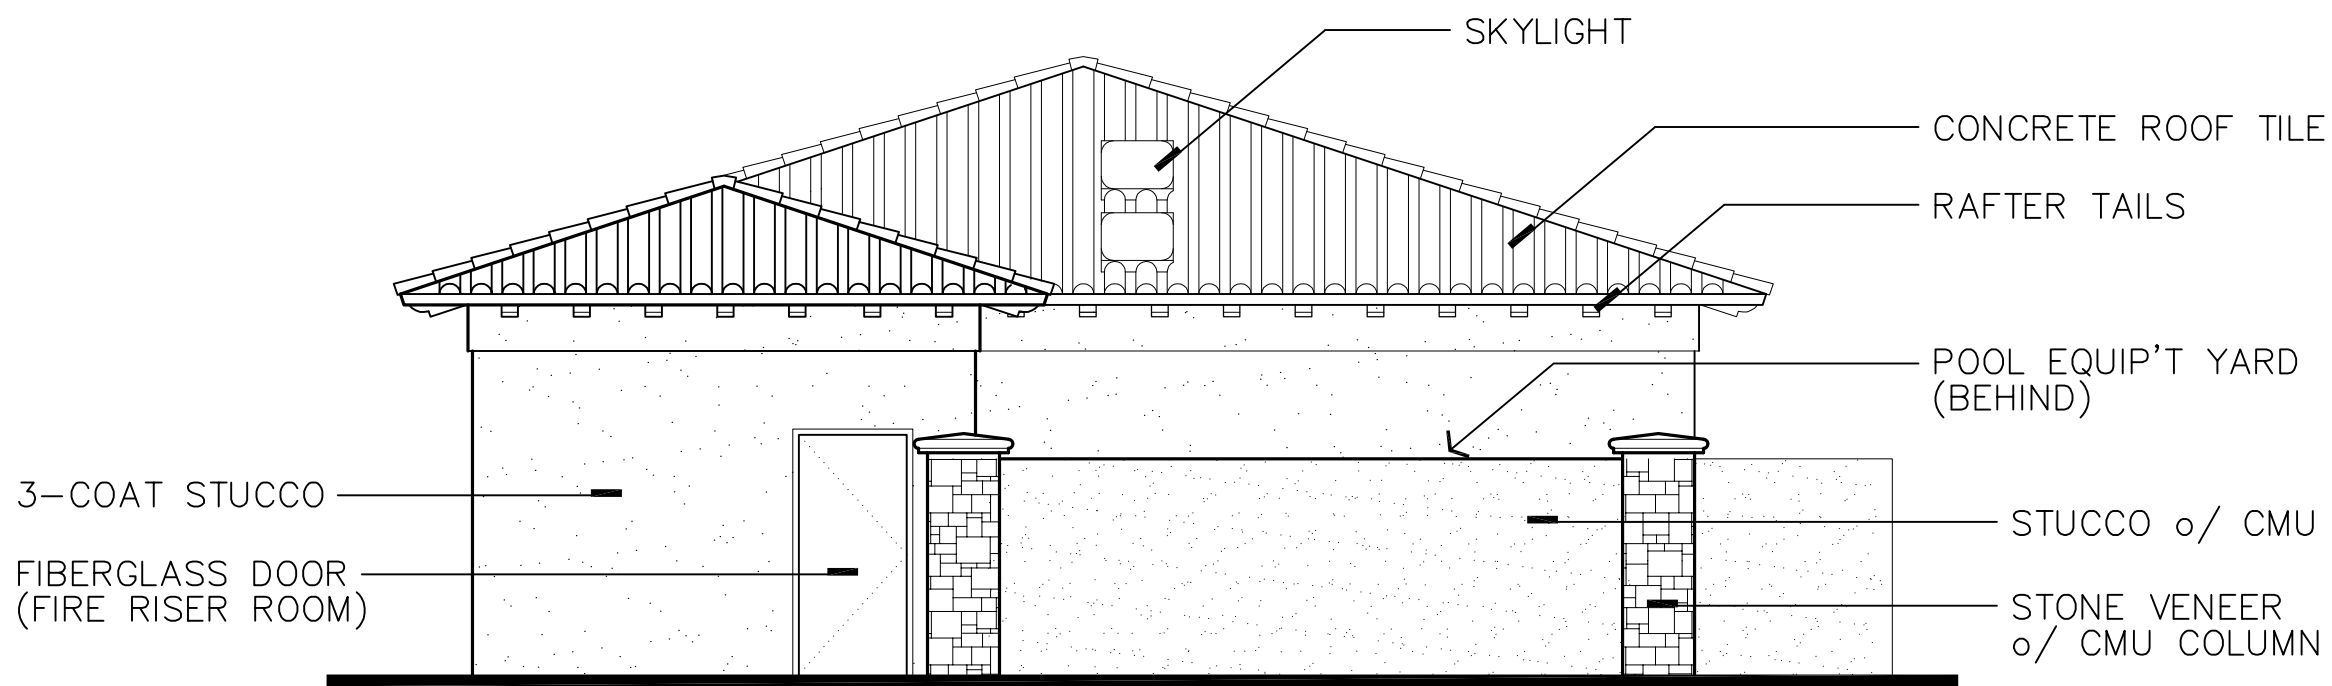 SKYLIGHT
CONCRETE ROOF TILE
RAFTER TAILS
POOL EQUIP'T YARD
(BEHIND)
3-COAT STUCCO
STUCCO o/ CMU
FIBERGLASS DOOR
(FIRE RISER ROOM)
STONE VENEER
o/ CMU COLUMN